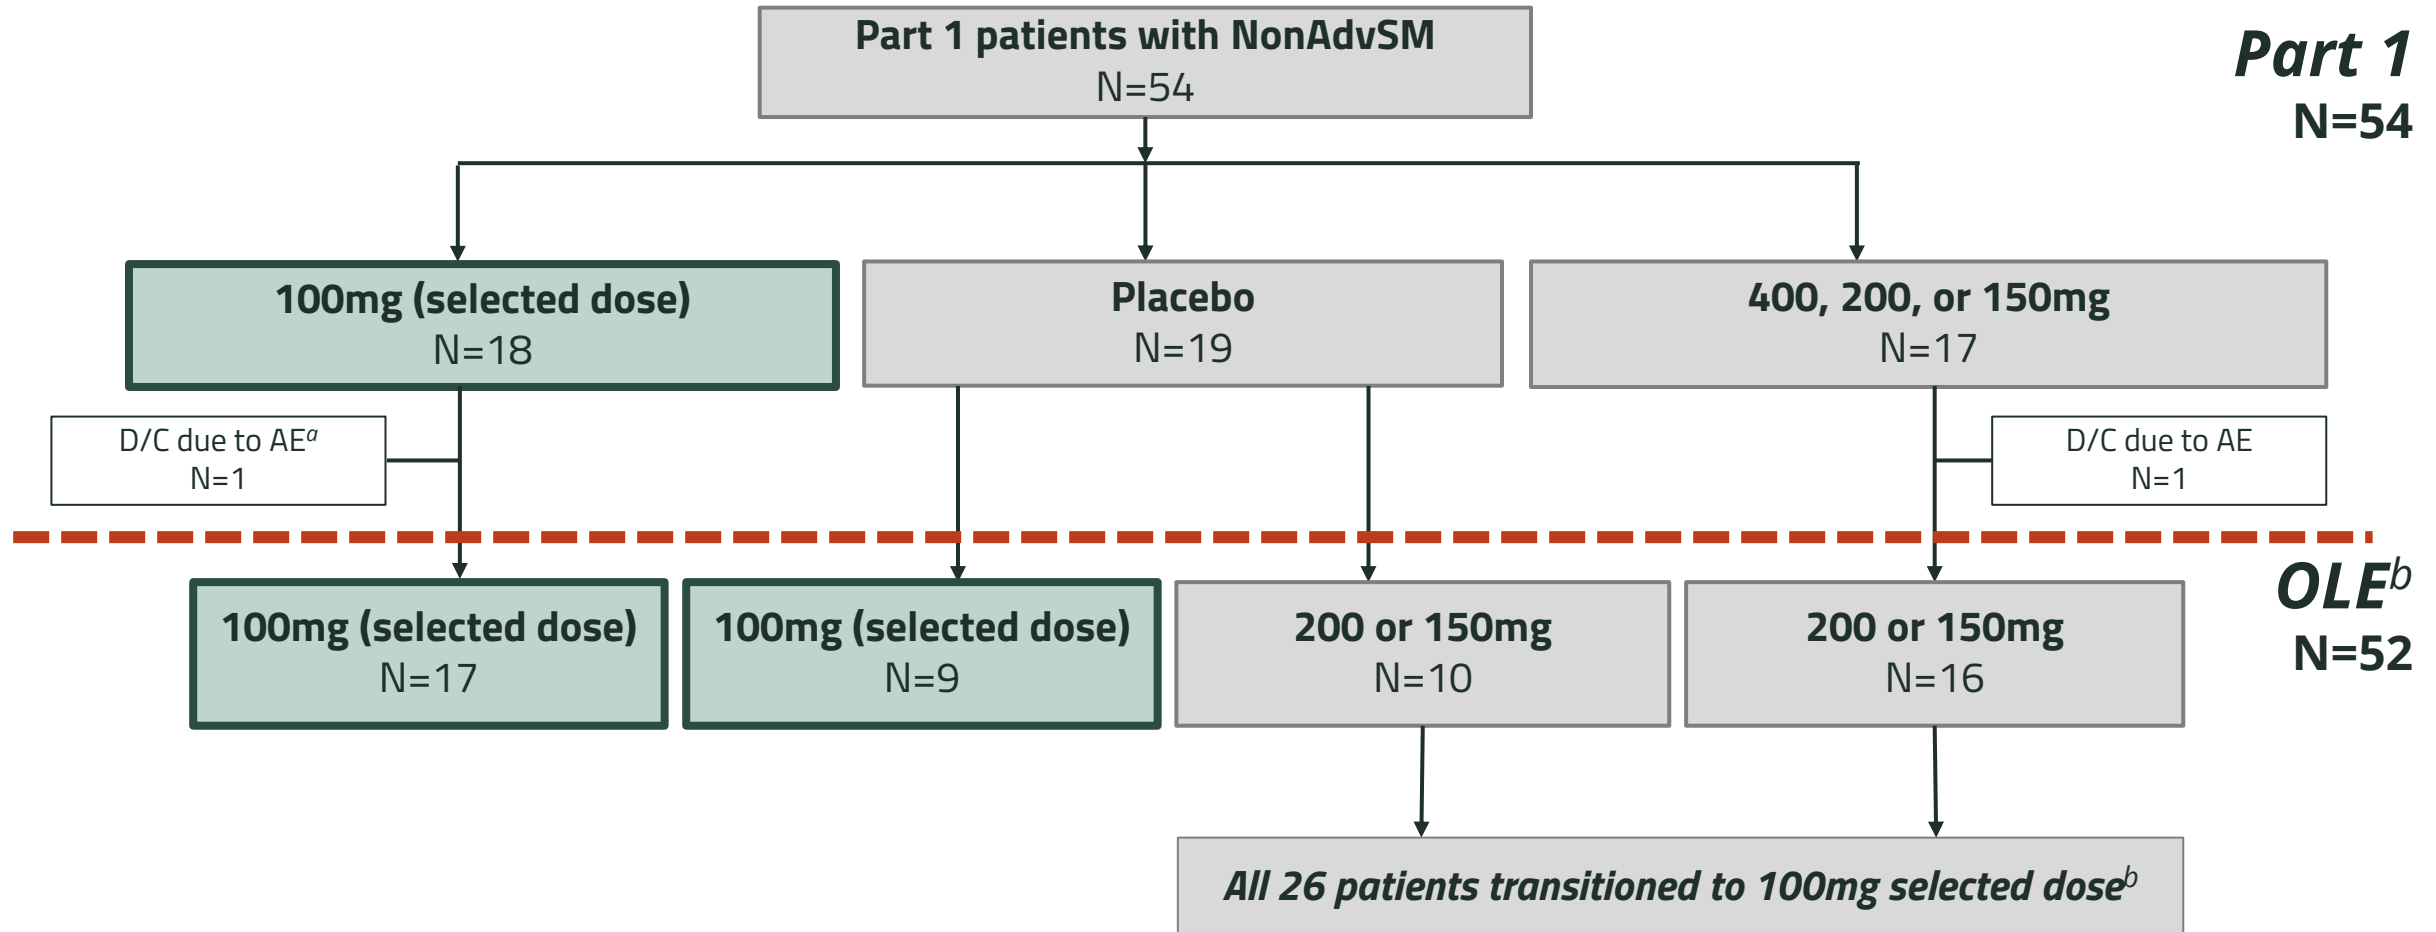 Part 1 patients with NonAdvSM
N=54
Part 1
N=54
100mg (selected dose)
N=18
Placebo
N=19
400, 200, or 150mg
N=17
D/C due to AEᵃ
N=1
D/C due to AE
N=1
OLEᵇ
N=52
100mg (selected dose)
N=17
100mg (selected dose)
N=9
200 or 150mg
N=10
200 or 150mg
N=16
All 26 patients transitioned to 100mg selected doseᵇ